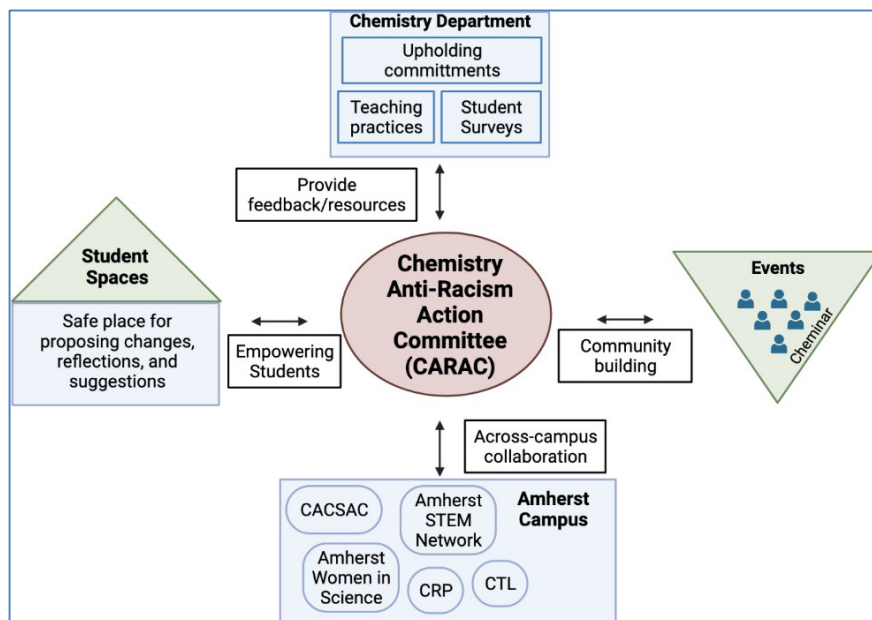 Chemistry Department
Upholding
committments
Teaching
practices
Student
Surveys
Provide
feedback/resources
Student
Spaces
Safe place for
proposing changes,
reflections, and
suggestions
Empowering
Students
Chemistry
Anti-Racism
Action
Committee
(CARAC)
Community
building
Events
Cheminar
Across-campus
collaboration
CACSAC
Amherst
STEM
Network
Amherst
Campus
Amherst
Women in
Science
CRP
CTL